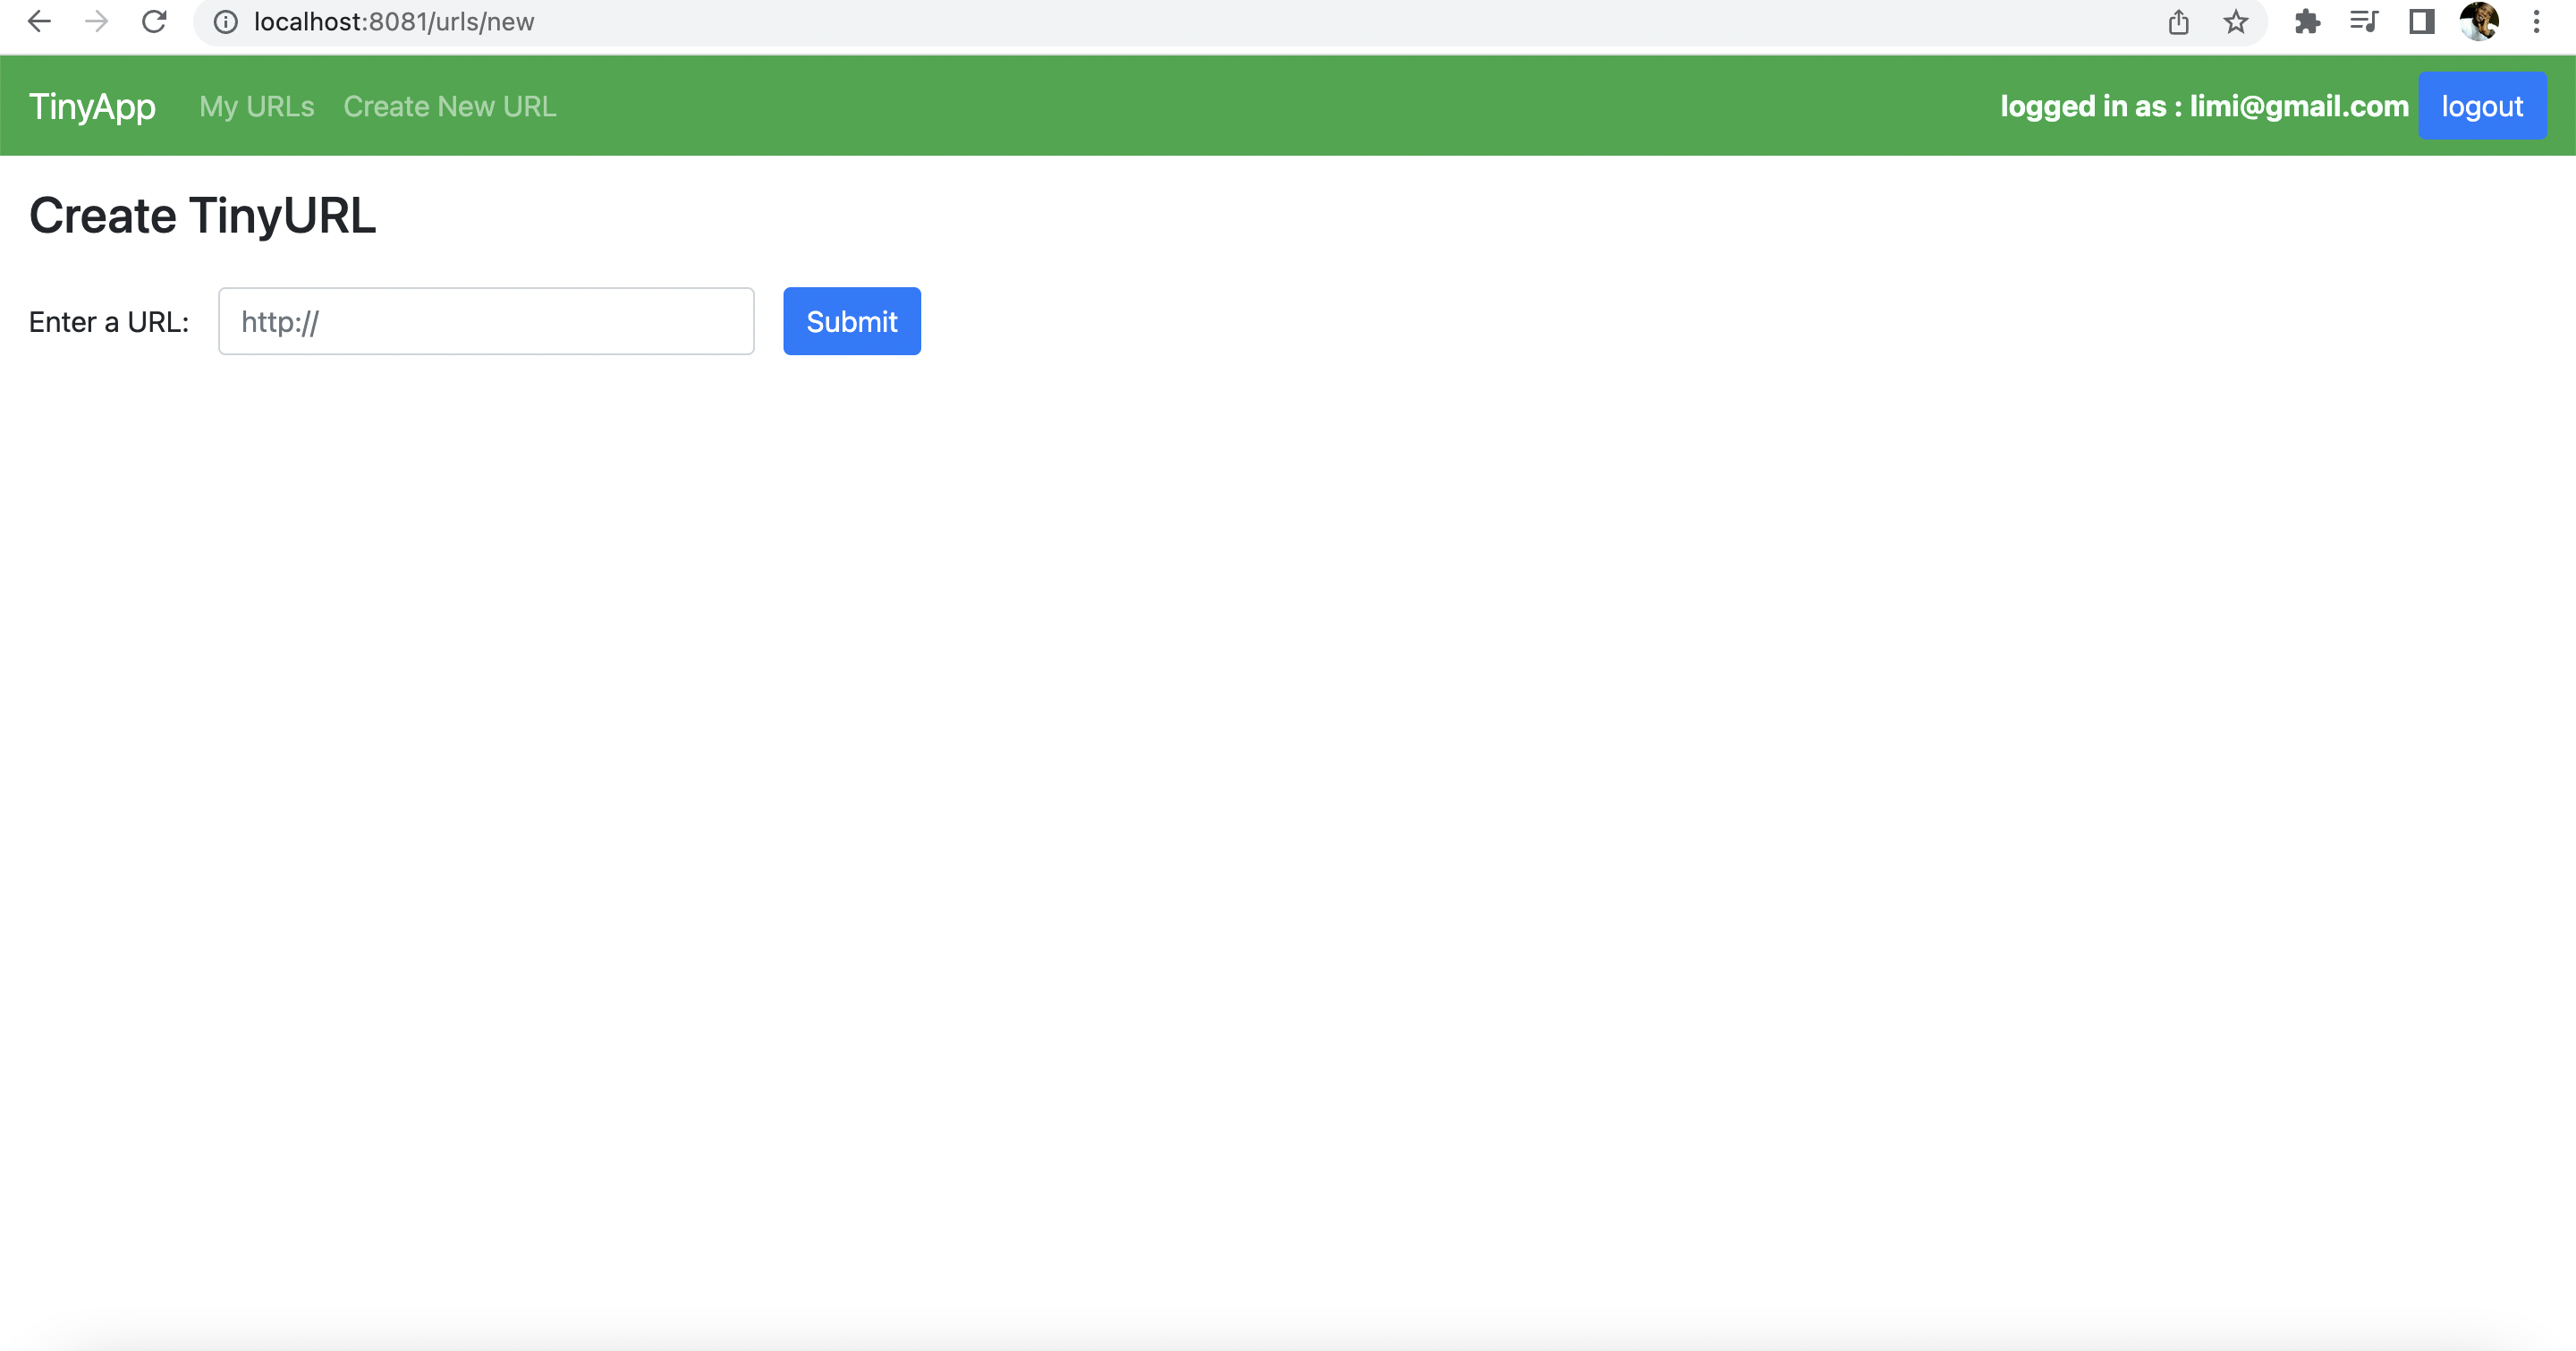 localhost:8081/urls/new
TinyApp My URLs Create New URL logged in as : limi@gmail.com logout
Create TinyURL
Enter a URL: http:// Submit